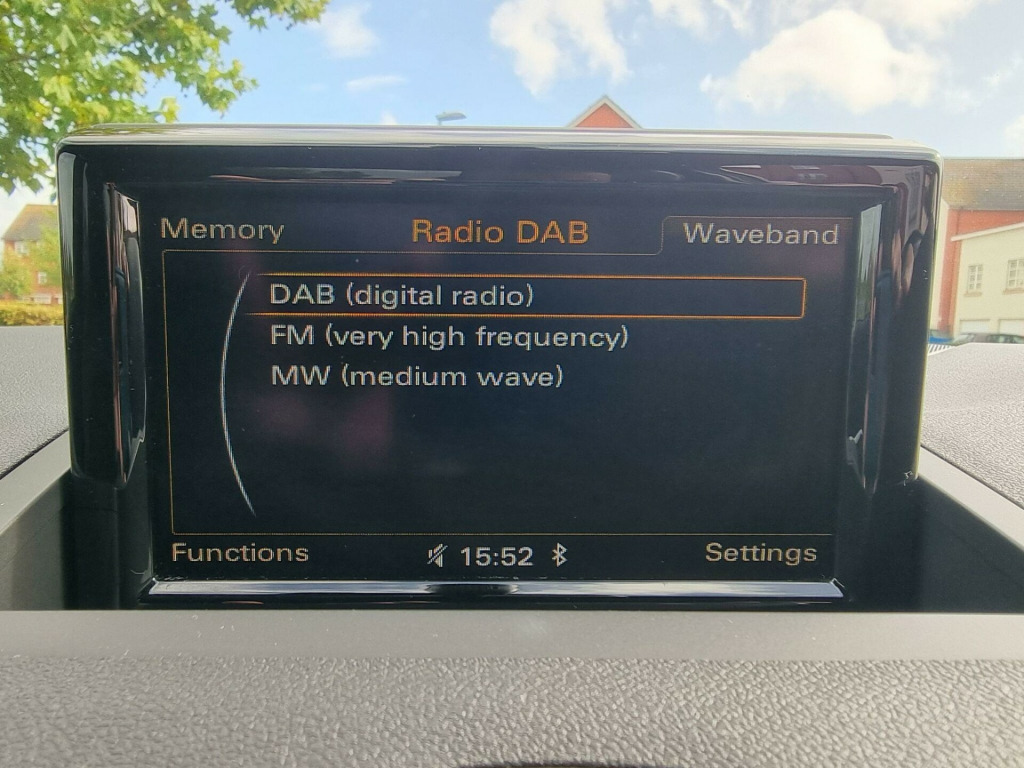 Memory Radio DAB Waveband
DAB (digital radio)
FM (very high frequency)
MW (medium wave)
Functions 15:52 Settings